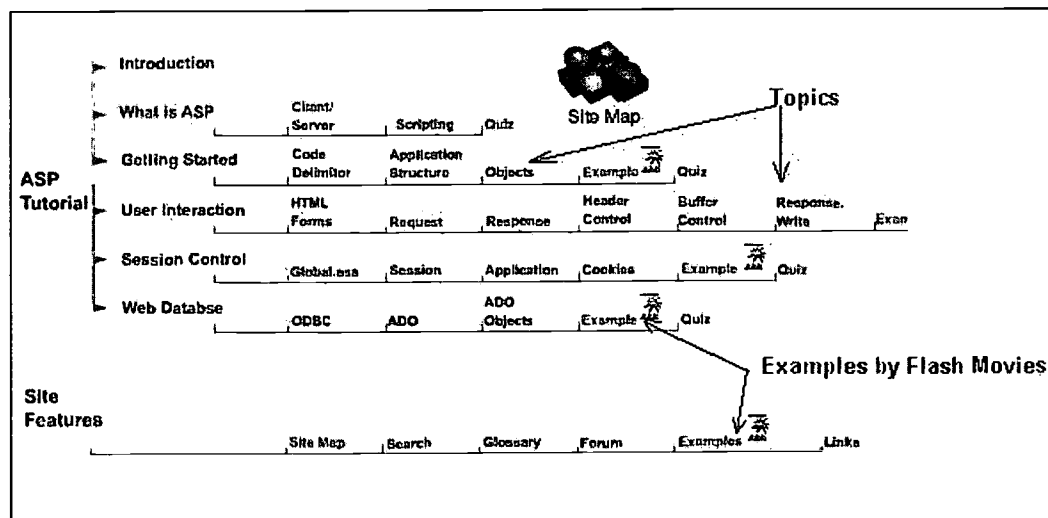 Introduction
What is ASP
Client/
Server
Scripting
Quiz
Site Map
Topics
Getting Started
Code
Delimitor
Application
Structure
Objects
Example
Quiz
ASP
Tutorial
User Interaction
HTML
Forms
Request
Response
Header
Control
Buffer
Control
Response.
Write
Exam
Session Control
Global.asa
Session
Application
Cookies
Example
Quiz
Web Databse
ODBC
ADO
ADO
Objects
Example
Quiz
Examples by Flash Movies
Site
Features
Site Map
Search
Glossary
Forum
Examples
Links